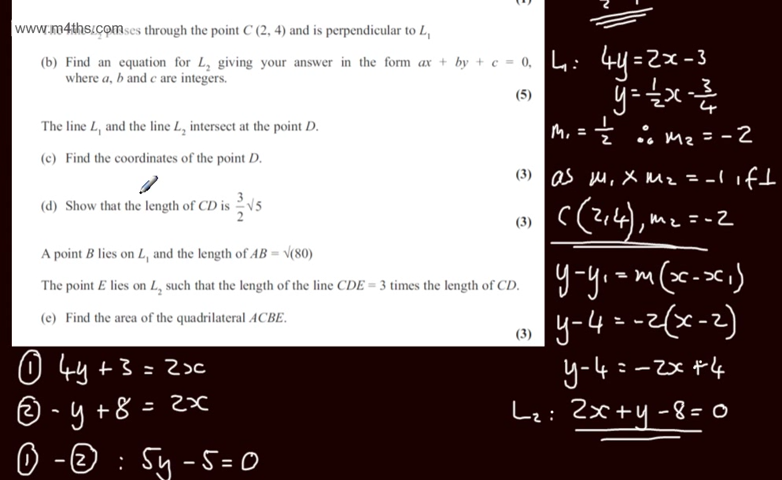 (1)
www.m4ths.com
passes through the point C (2, 4) and is perpendicular to L₁
(b) Find an equation for L₂ giving your answer in the form ax + by + c = 0,
where a, b and c are integers.
(5)
The line L₁ and the line L₂ intersect at the point D.
(c) Find the coordinates of the point D.
(3)
(d) Show that the length of CD is 3/2 √5
(3)
A point B lies on L₁ and the length of AB = √(80)
The point E lies on L₂ such that the length of the line CDE = 3 times the length of CD.
(e) Find the area of the quadrilateral ACBE.
(3)
① 4y + 3 = 2x
② - y + 8 = 2x
① - ② : 5y - 5 = 0
L₁: 4y = 2x - 3
y = 1/2 x - 3/4
m₁ = 1/2 ∴ m₂ = -2
as m₁ × m₂ = -1 if ⊥
C(2,4), m₂ = -2
y - y₁ = m(x - x₁)
y - 4 = -2(x - 2)
y - 4 = -2x + 4
L₂: 2x + y - 8 = 0